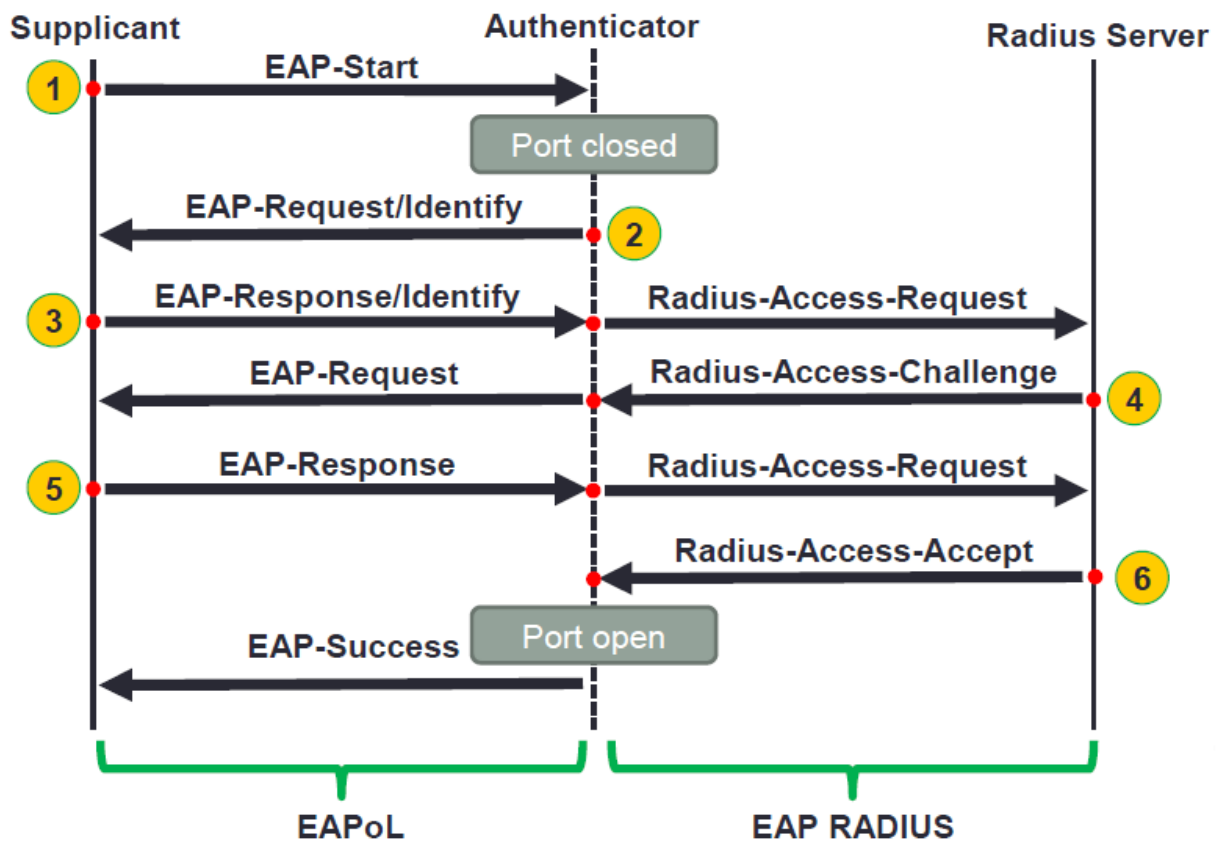 Supplicant
Authenticator
Radius Server
1
EAP-Start
Port closed
EAP-Request/Identify
2
3
EAP-Response/Identify
Radius-Access-Request
EAP-Request
Radius-Access-Challenge
4
5
EAP-Response
Radius-Access-Request
Radius-Access-Accept
6
Port open
EAP-Success
EAPoL
EAP RADIUS